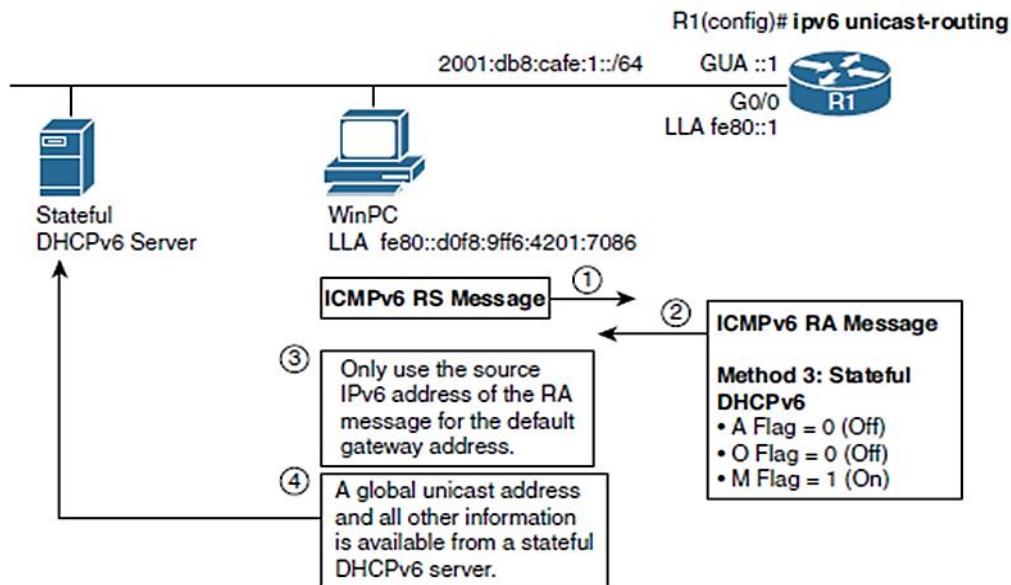 R1(config)# ipv6 unicast-routing
2001:db8:cafe:1::/64
GUA ::1
G0/0
R1
LLA fe80::1
Stateful
DHCPv6 Server
WinPC
LLA fe80::d0f8:9ff6:4201:7086
ICMPv6 RS Message
1
2
ICMPv6 RA Message
Method 3: Stateful
DHCPv6
• A Flag = 0 (Off)
• O Flag = 0 (Off)
• M Flag = 1 (On)
3
Only use the source
IPv6 address of the RA
message for the default
gateway address.
4
A global unicast address
and all other information
is available from a stateful
DHCPv6 server.